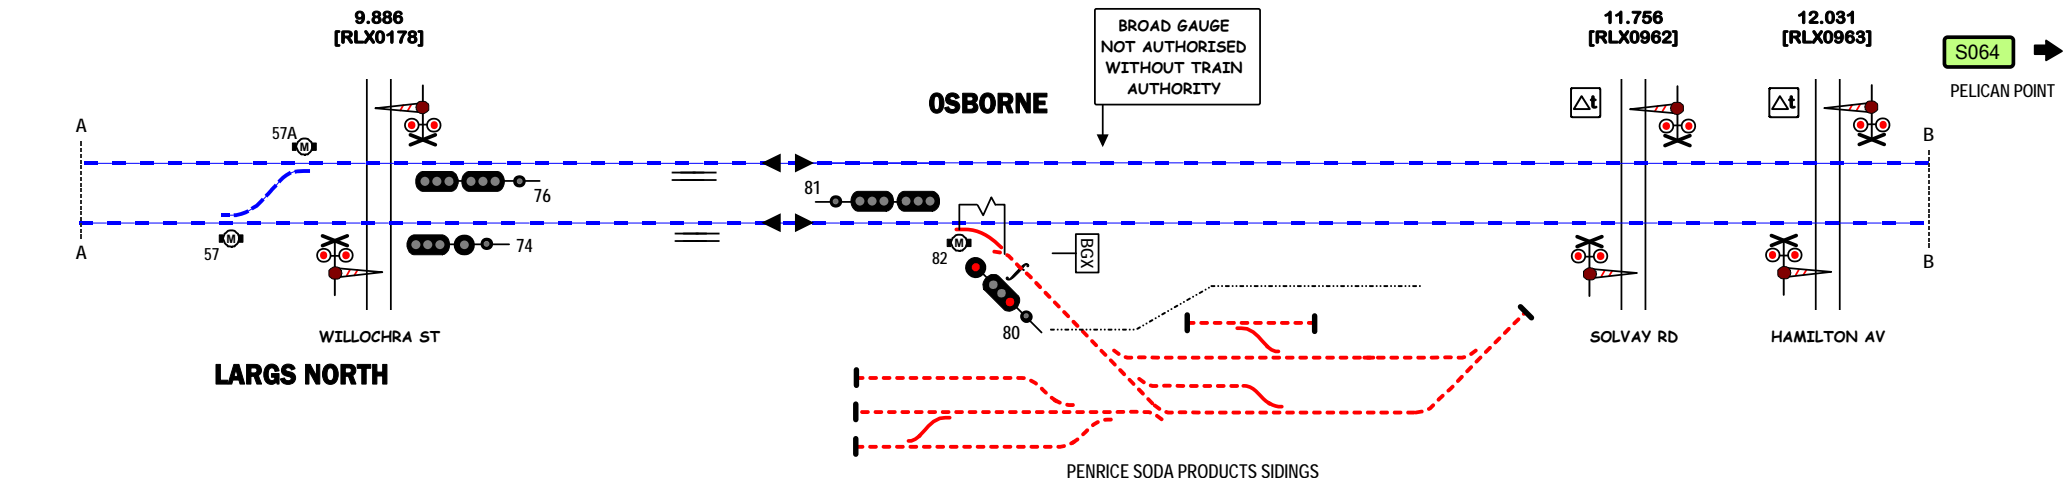 9.886
[RLX0178]
BROAD GAUGE
NOT AUTHORISED
WITHOUT TRAIN
AUTHORITY
11.756
[RLX0962]
12.031
[RLX0963]
S064
PELICAN POINT
OSBORNE
Δt
Δt
A
57A
M
B
76
81
A
57
M
74
82
M
BGX
B
80
WILLOCHRA ST
SOLVAY RD
HAMILTON AV
LARGS NORTH
PENRICE SODA PRODUCTS SIDINGS